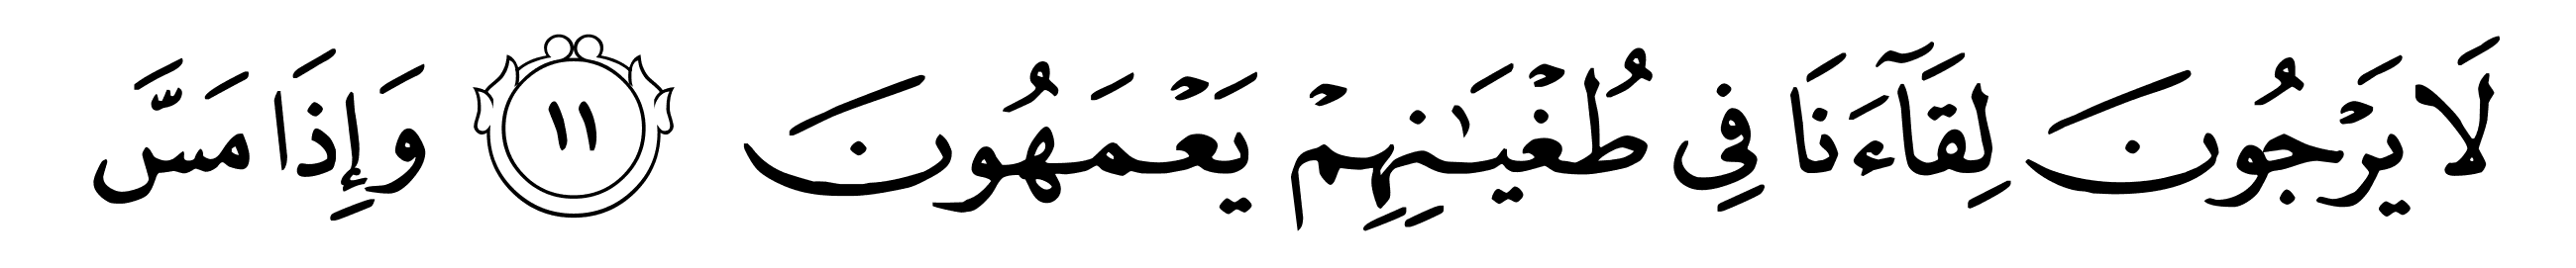 لَا يَرْجُونَ لِقَآءَنَا فِى طُغْيَـٰنِهِمْ يَعْمَهُونَ ١١ وَإِذَا مَسَّ